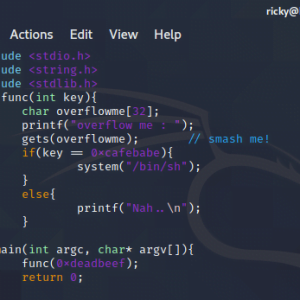 ricky@
Actions Edit View Help
ude <stdio.h>
ude <string.h>
ude <stdlib.h>
func(int key){
char overflowme[32];
printf("overflow me : ");
gets(overflowme); // smash me!
if(key == 0xcafebabe){
system("/bin/sh");
}
else{
printf("Nah..\n");
}
main(int argc, char* argv[]){
func(0xdeadbeef);
return 0;